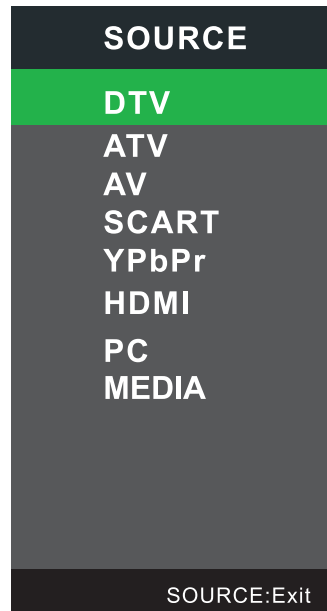 SOURCE
DTV
ATV
AV
SCART
YPbPr
HDMI
PC
MEDIA
SOURCE:Exit